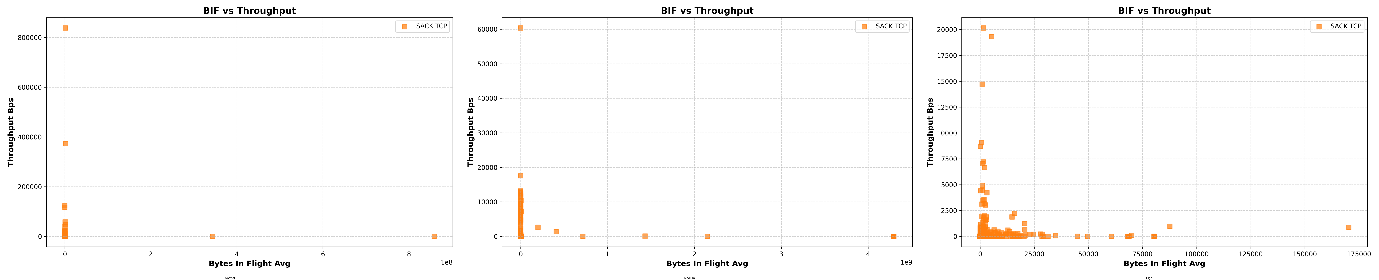 BIF vs Throughput
SACK TCP
Throughput Bps
800000
600000
400000
200000
0
0 2 4 6 8
1e8
Bytes In Flight Avg
BIF vs Throughput
SACK TCP
Throughput Bps
60000
50000
40000
30000
20000
10000
0
0 1 2 3 4
1e9
Bytes In Flight Avg
BIF vs Throughput
SACK TCP
Throughput Bps
20000
17500
15000
12500
10000
7500
5000
2500
0
0 25000 50000 75000 100000 125000 150000 175000
Bytes In Flight Avg